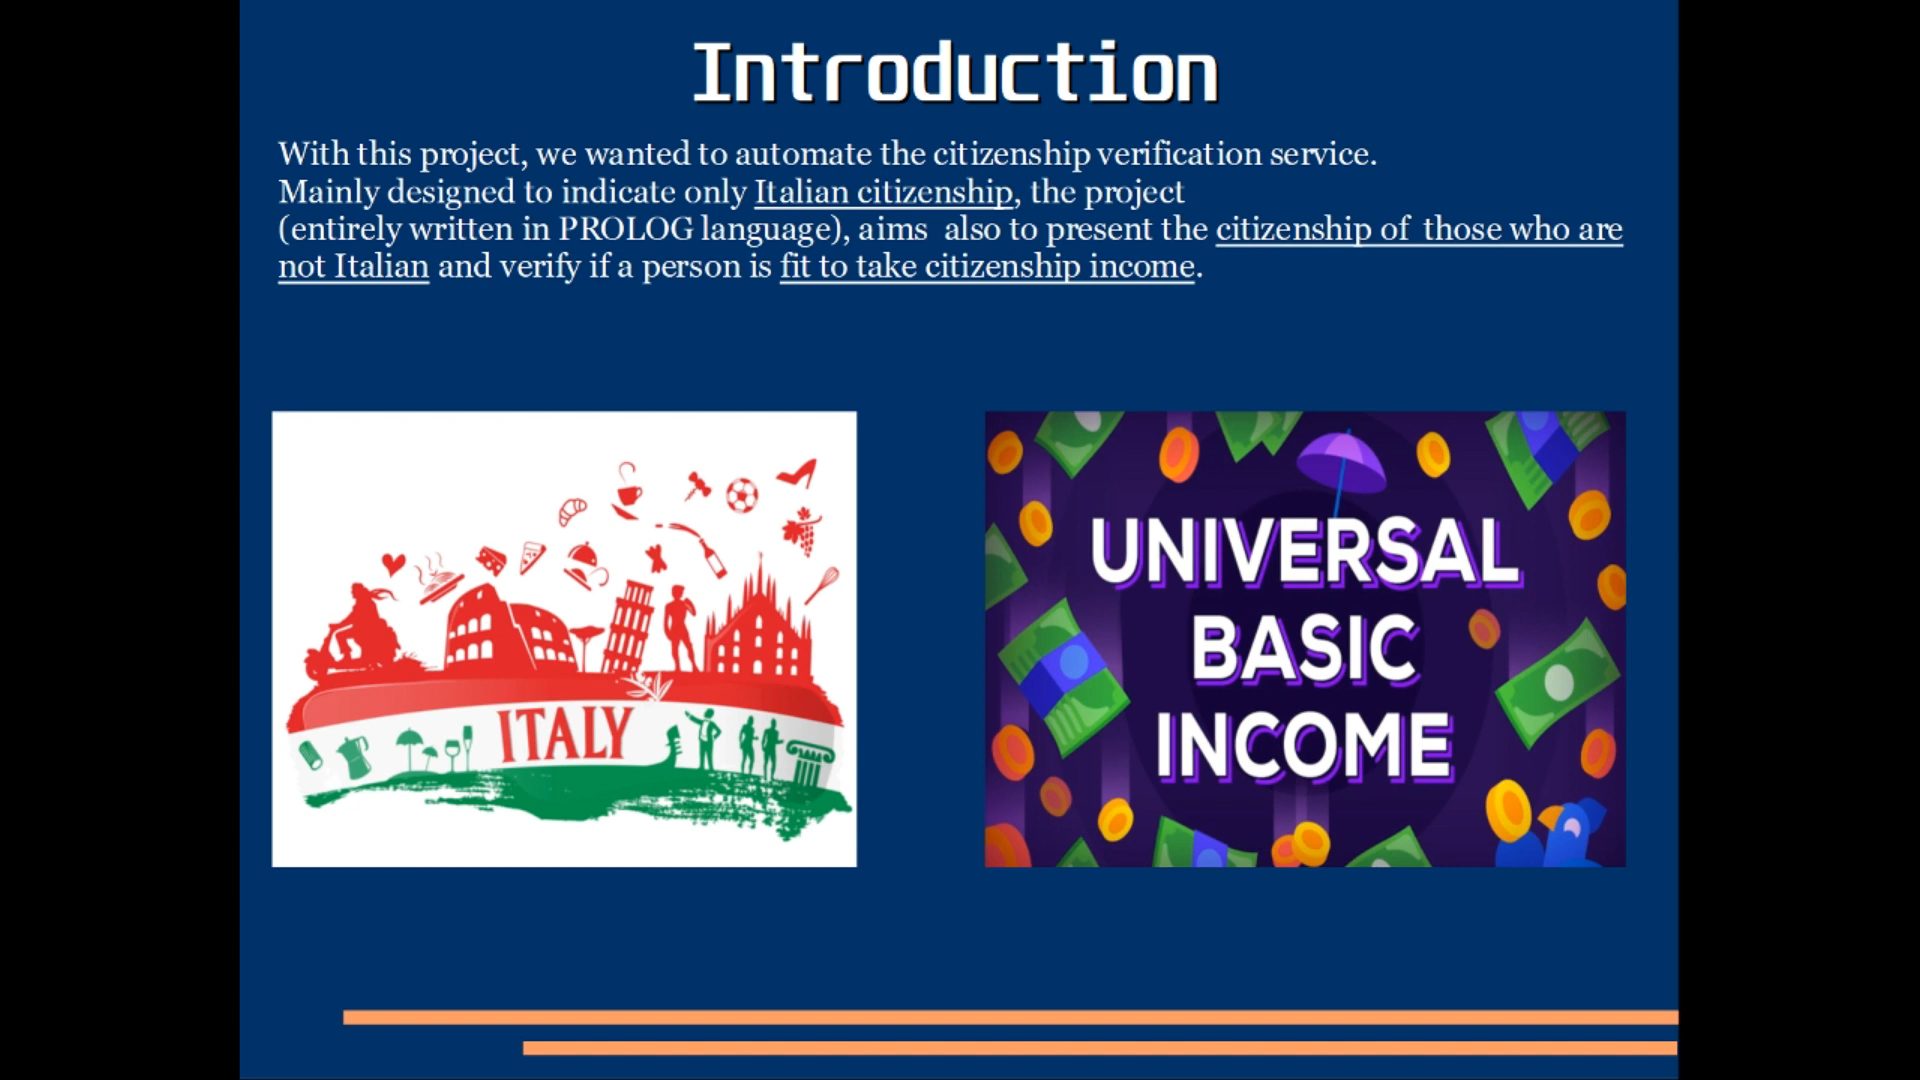 Introduction
With this project, we wanted to automate the citizenship verification service.
Mainly designed to indicate only Italian citizenship, the project
(entirely written in PROLOG language), aims also to present the citizenship of those who are
not Italian and verify if a person is fit to take citizenship income.
ITALY
UNIVERSAL
BASIC
INCOME